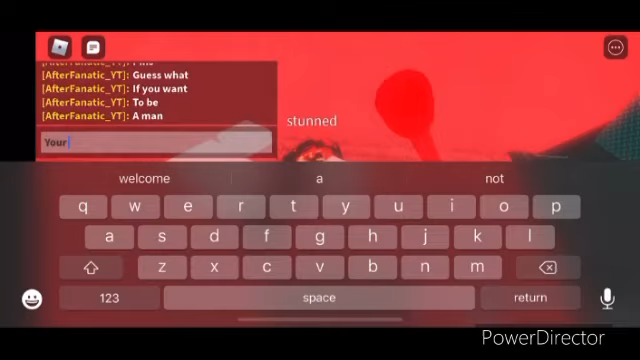 [AfterFanatic_YT]: Guess what
[AfterFanatic_YT]: If you want
[AfterFanatic_YT]: To be
[AfterFanatic_YT]: A man
stunned
Your
welcome a not
q w e r t y u i o p
a s d f g h j k l
z x c v b n m
123 space return
PowerDirector